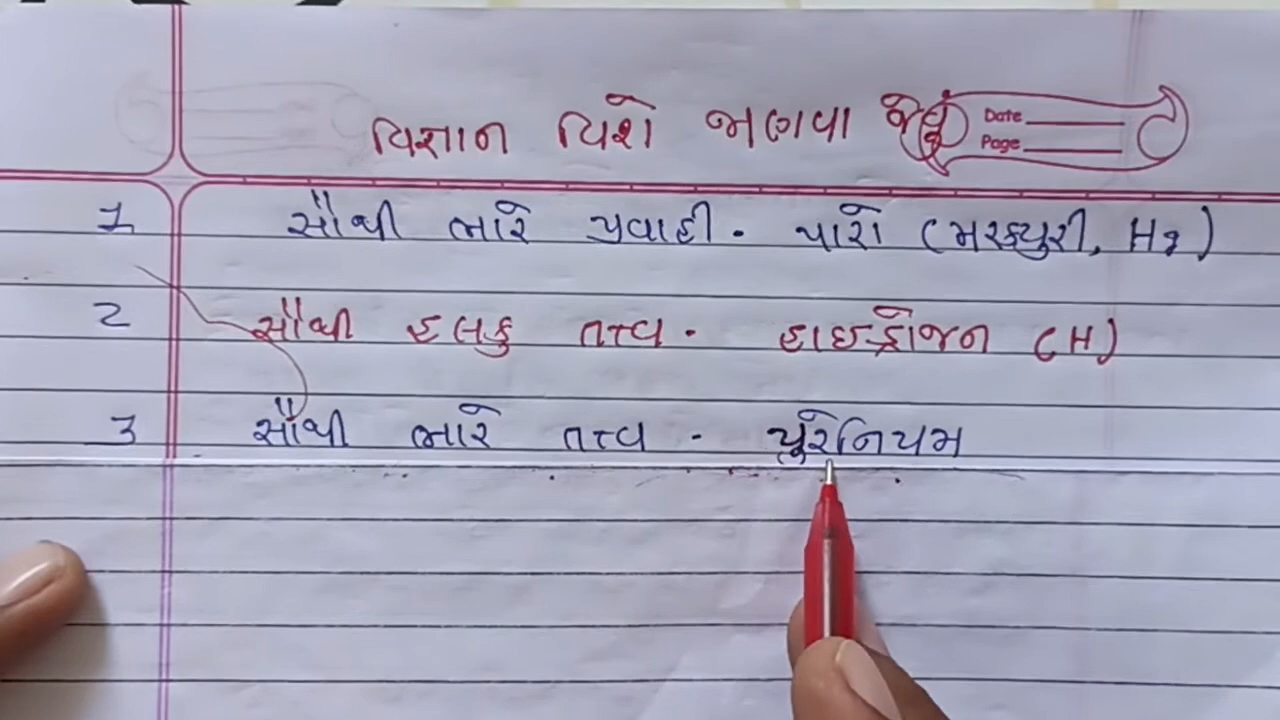 વિજ્ઞાન વિશે જાણવા જેવું
Date
Page
1 સૌથી ભારે પ્રવાહી. પારો (મરક્યુરી, Hg)
2 સૌથી હલકુ તત્વ. હાઇડ્રોજન (H)
3 સૌથી ભારે તત્વ - યુરેનિયમ